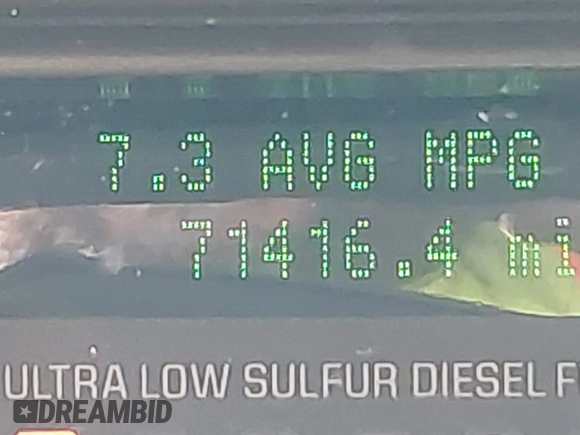 7.3 AVG MPG
71416.4 mi
ULTRA LOW SULFUR DIESEL F
DREAMBID